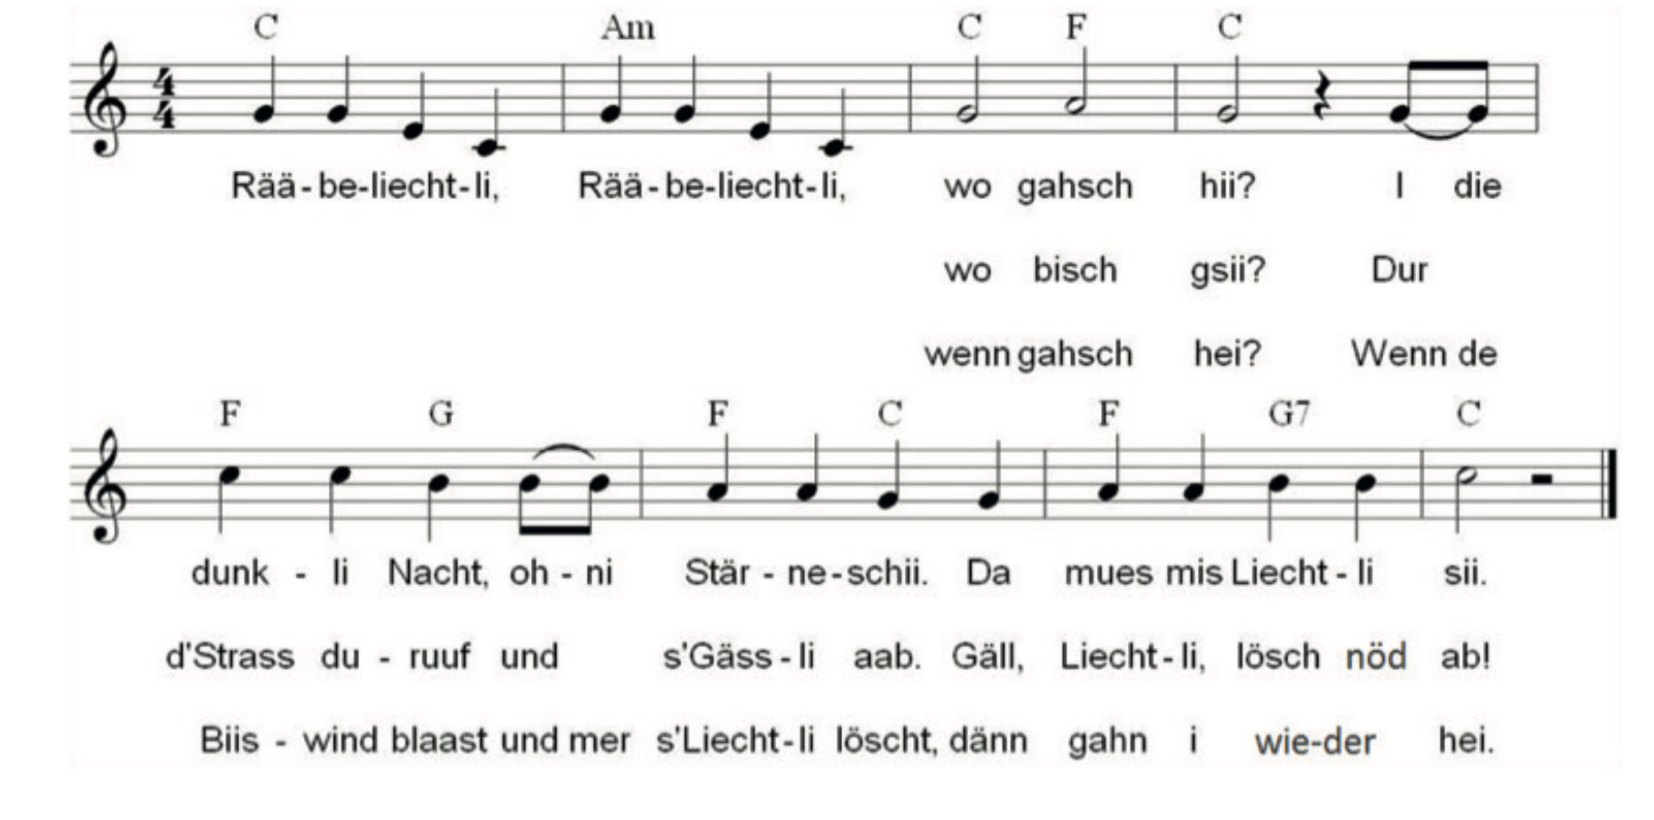 C Am C F C
4
4
Rää-be-liecht-li, Rää-be-liecht-li, wo gahsch hii? I die
wo bisch gsii? Dur
wenn gahsch hei? Wenn de
F G F C F G7 C
dunk - li Nacht, oh - ni Stär - ne-schii. Da mues mis Liecht - li sii.
d'Strass du - ruuf und s'Gäss - li aab. Gäll, Liecht - li, lösch nöd ab!
Biis - wind blaast und mer s'Liecht-li löscht, dänn gahn i wie-der hei.